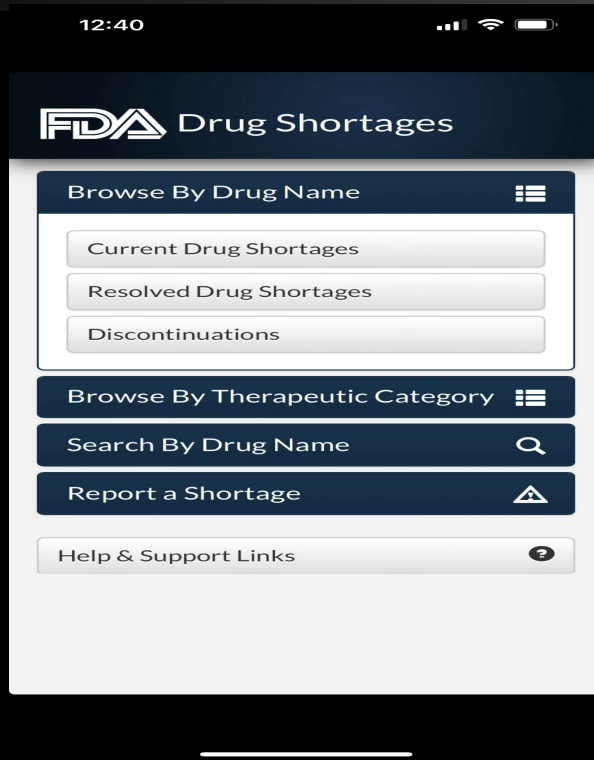 12:40
FDA Drug Shortages
Browse By Drug Name
Current Drug Shortages
Resolved Drug Shortages
Discontinuations
Browse By Therapeutic Category
Search By Drug Name
Report a Shortage
Help & Support Links